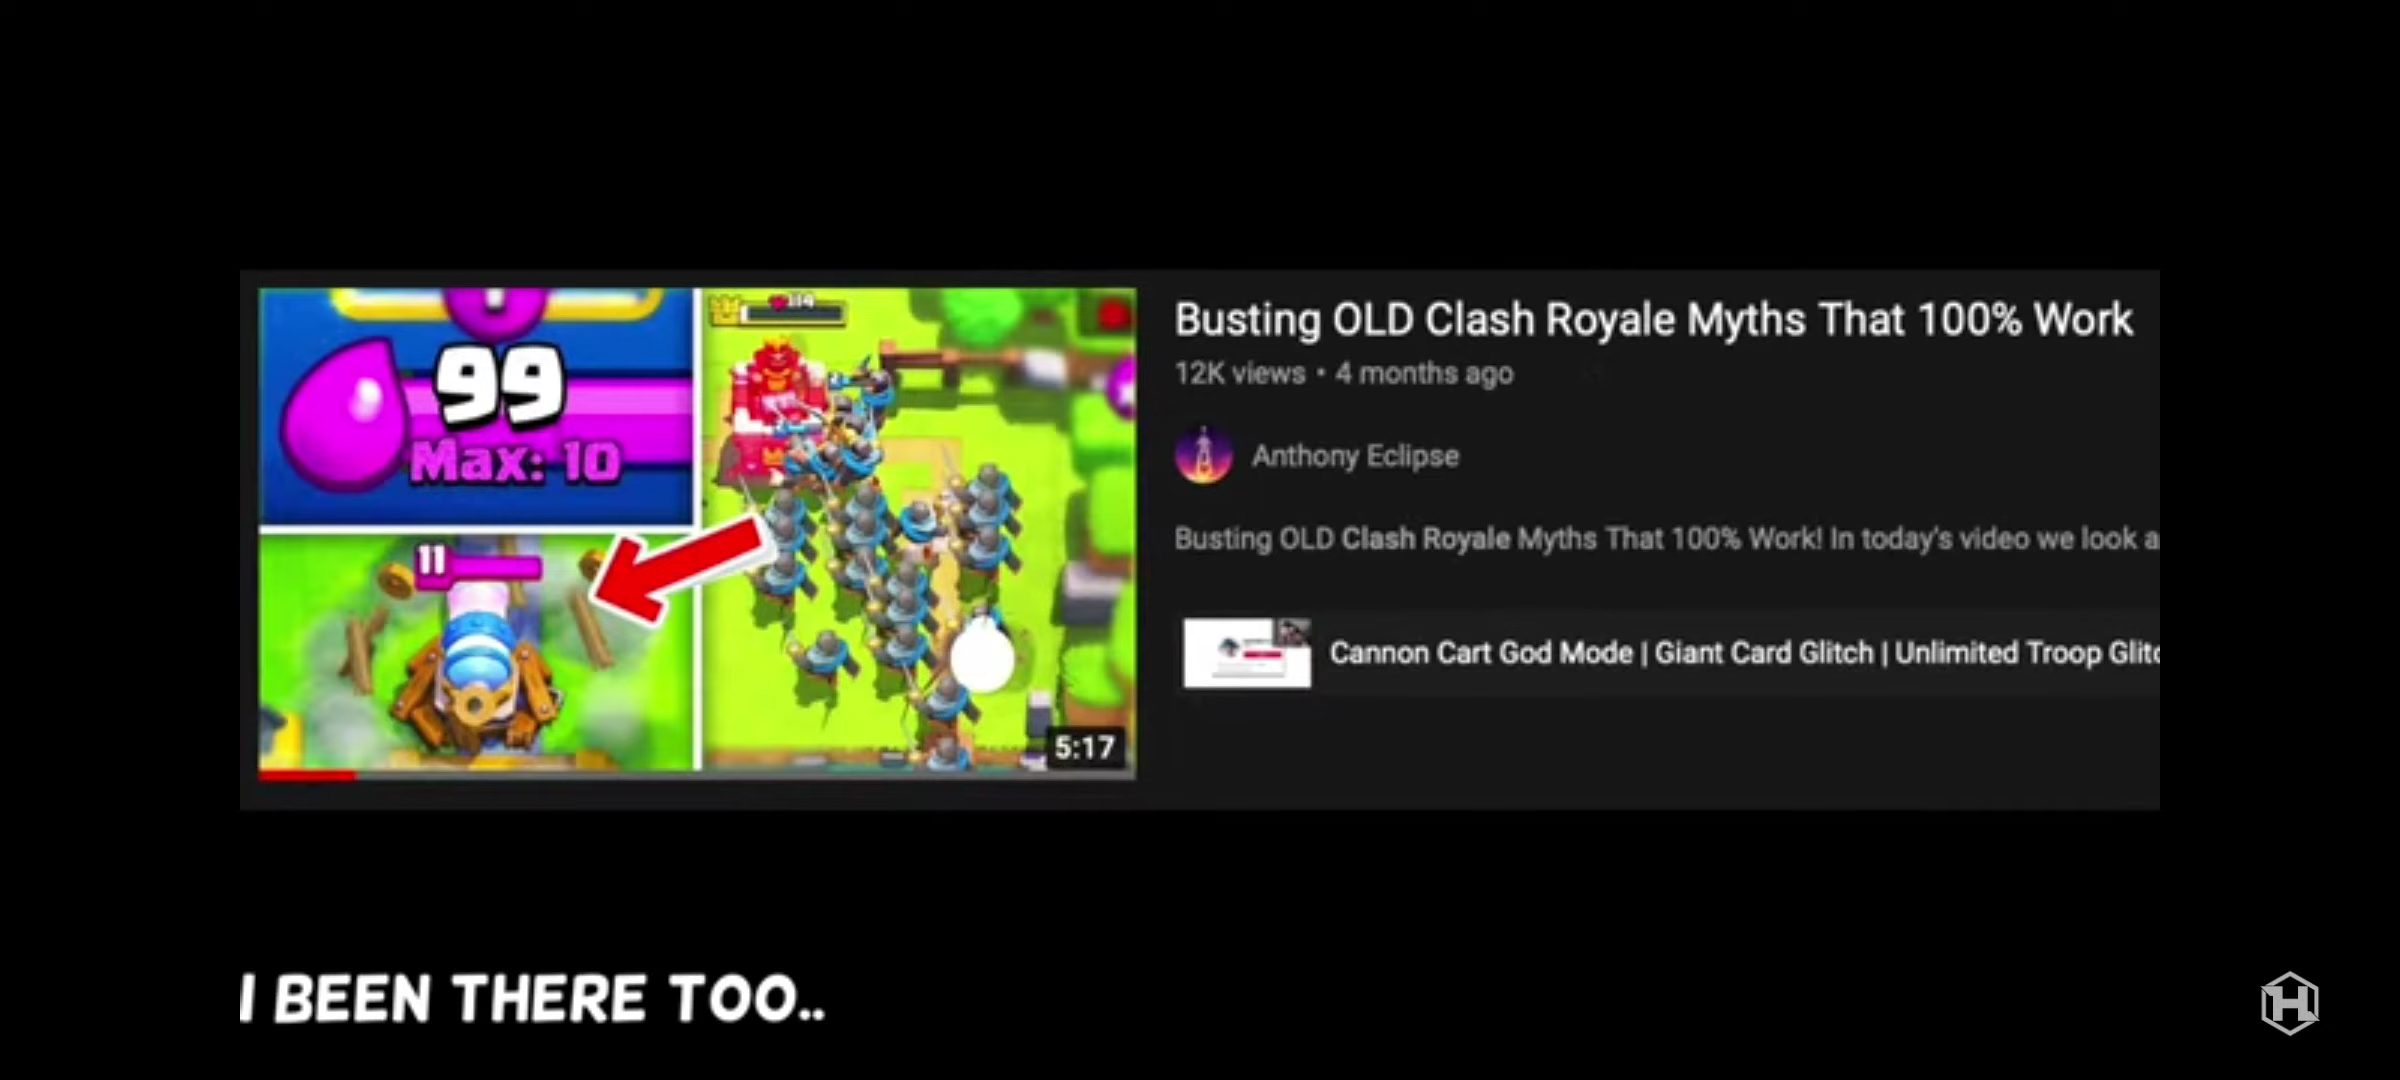 99
Max: 10
11
5:17
Busting OLD Clash Royale Myths That 100% Work
12K views • 4 months ago
Anthony Eclipse
Busting OLD Clash Royale Myths That 100% Work! In today's video we look a
Cannon Cart God Mode | Giant Card Glitch | Unlimited Troop Glitc
I BEEN THERE TOO..